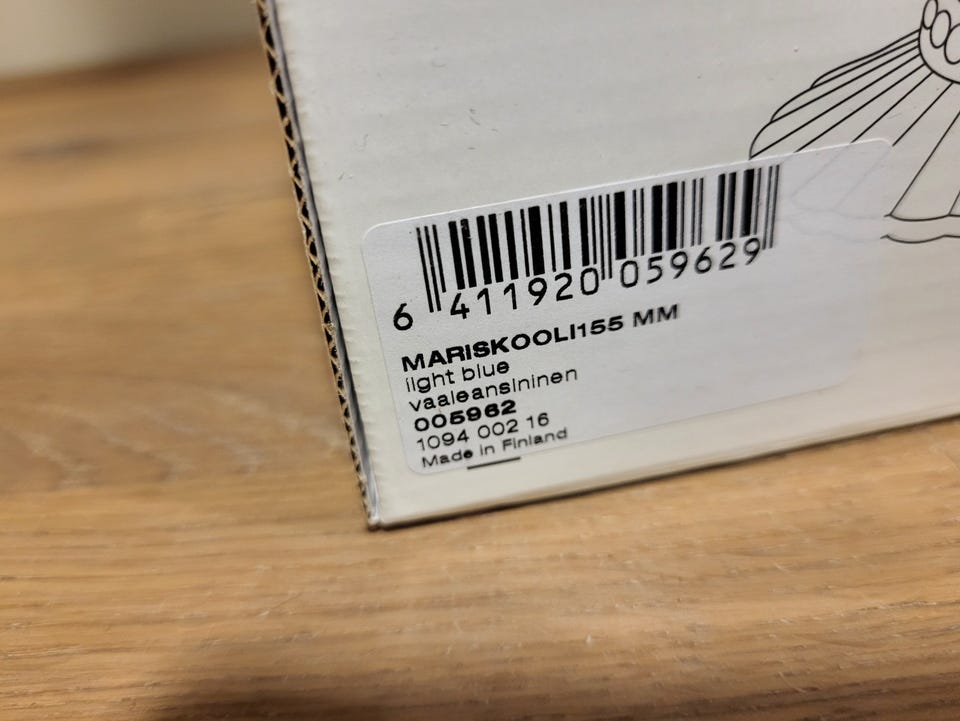 6 411920 059629
MARISKOOLI155 MM
light blue
vaaleansininen
005962
1094 002 16
Made in Finland